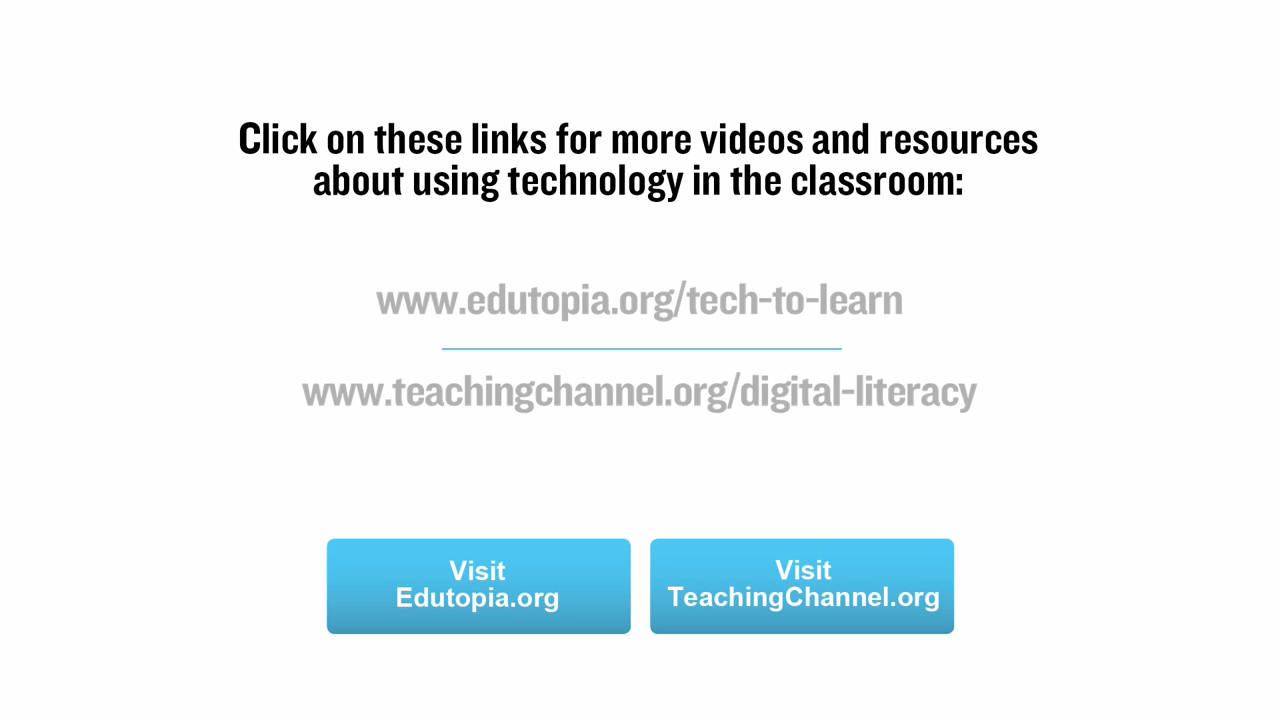 Click on these links for more videos and resources
about using technology in the classroom:
www.edutopia.org/tech-to-learn
www.teachingchannel.org/digital-literacy
Visit
Edutopia.org
Visit
TeachingChannel.org